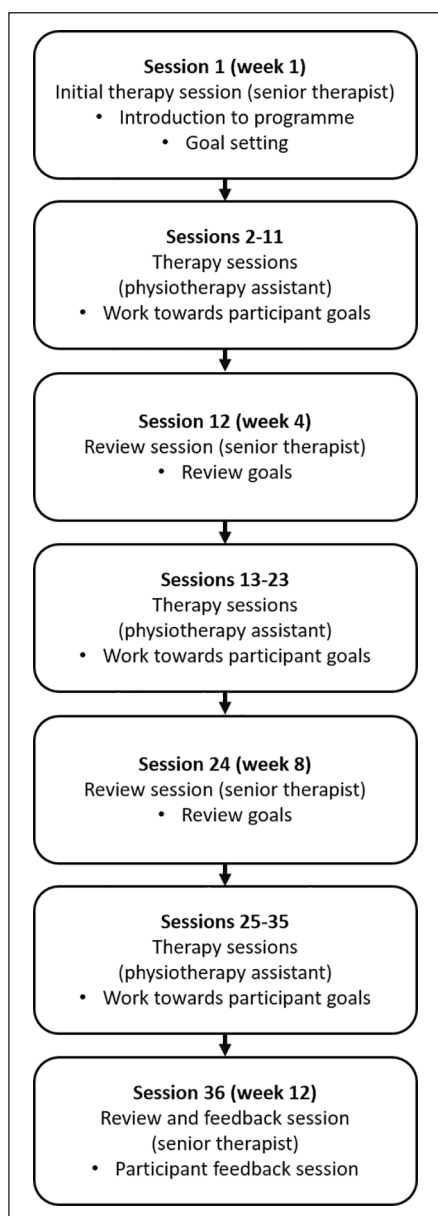 Session 1 (week 1)
Initial therapy session (senior therapist)
• Introduction to programme
• Goal setting
Sessions 2-11
Therapy sessions
(physiotherapy assistant)
• Work towards participant goals
Session 12 (week 4)
Review session (senior therapist)
• Review goals
Sessions 13-23
Therapy sessions
(physiotherapy assistant)
• Work towards participant goals
Session 24 (week 8)
Review session (senior therapist)
• Review goals
Sessions 25-35
Therapy sessions
(physiotherapy assistant)
• Work towards participant goals
Session 36 (week 12)
Review and feedback session
(senior therapist)
• Participant feedback session